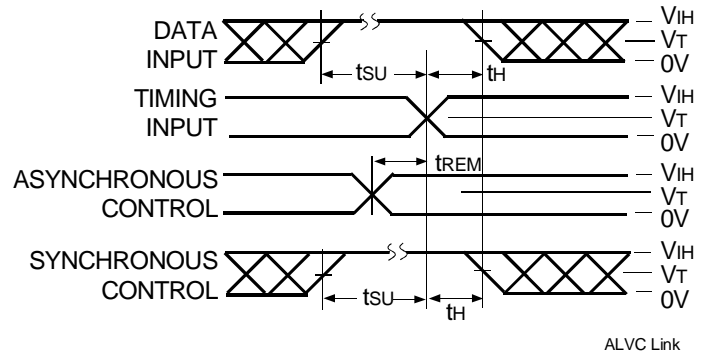 DATA INPUT
VIH
VT
0V
tSU
tH
TIMING INPUT
VIH
VT
0V
tREM
ASYNCHRONOUS CONTROL
VIH
VT
0V
SYNCHRONOUS CONTROL
VIH
VT
0V
tSU
tH
ALVC Link